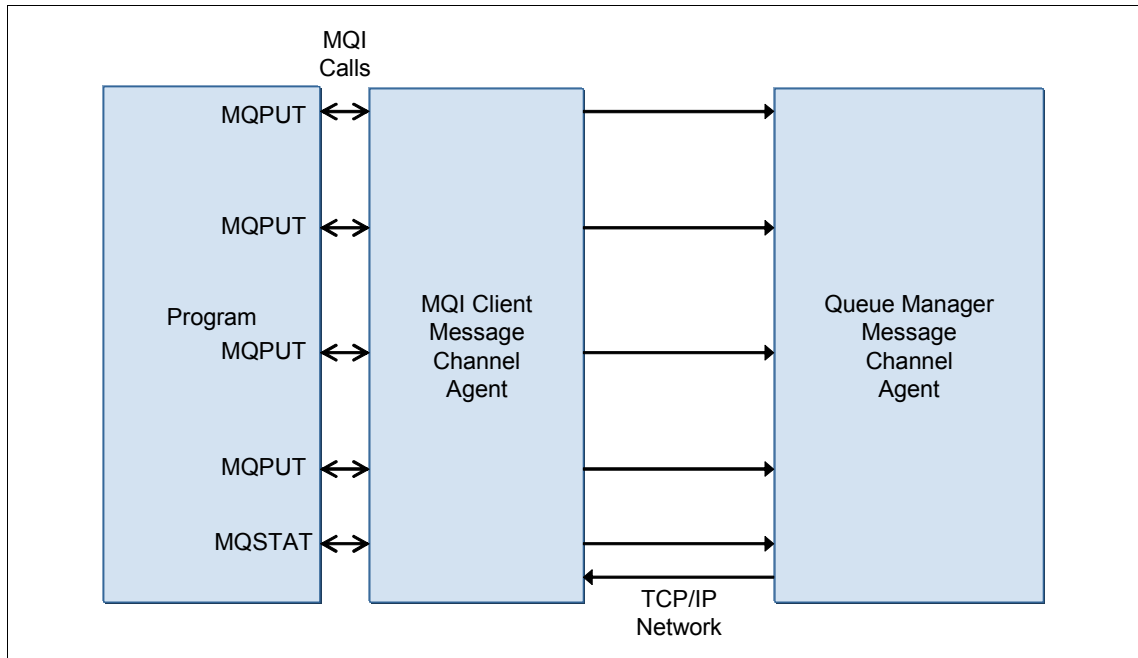 MQI
Calls
MQPUT
MQPUT
Program
MQPUT
MQPUT
MQSTAT
MQI Client
Message
Channel
Agent
Queue Manager
Message
Channel
Agent
TCP/IP
Network